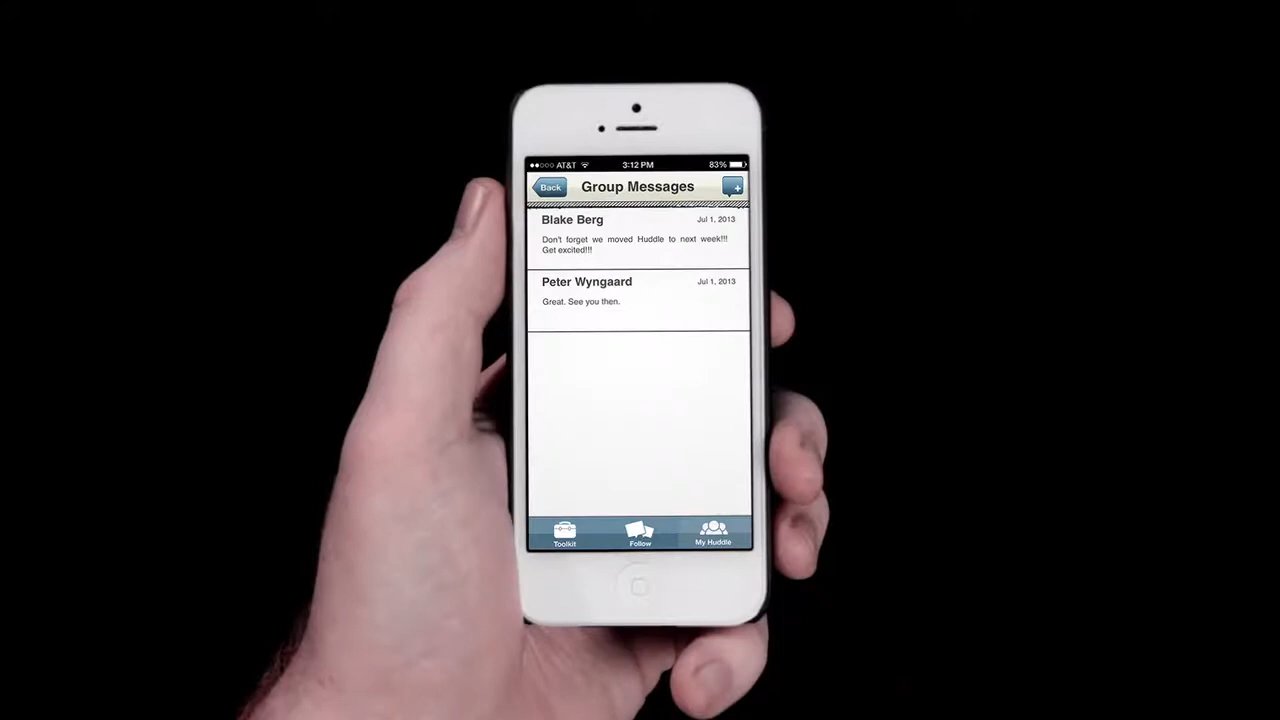 AT&T 3:12 PM 83%
Back Group Messages
Blake Berg Jul 1, 2013
Don't forget we moved Huddle to next week!!!
Get excited!!!
Peter Wyngaard Jul 1, 2013
Great. See you then.
Toolkit Follow My Huddle